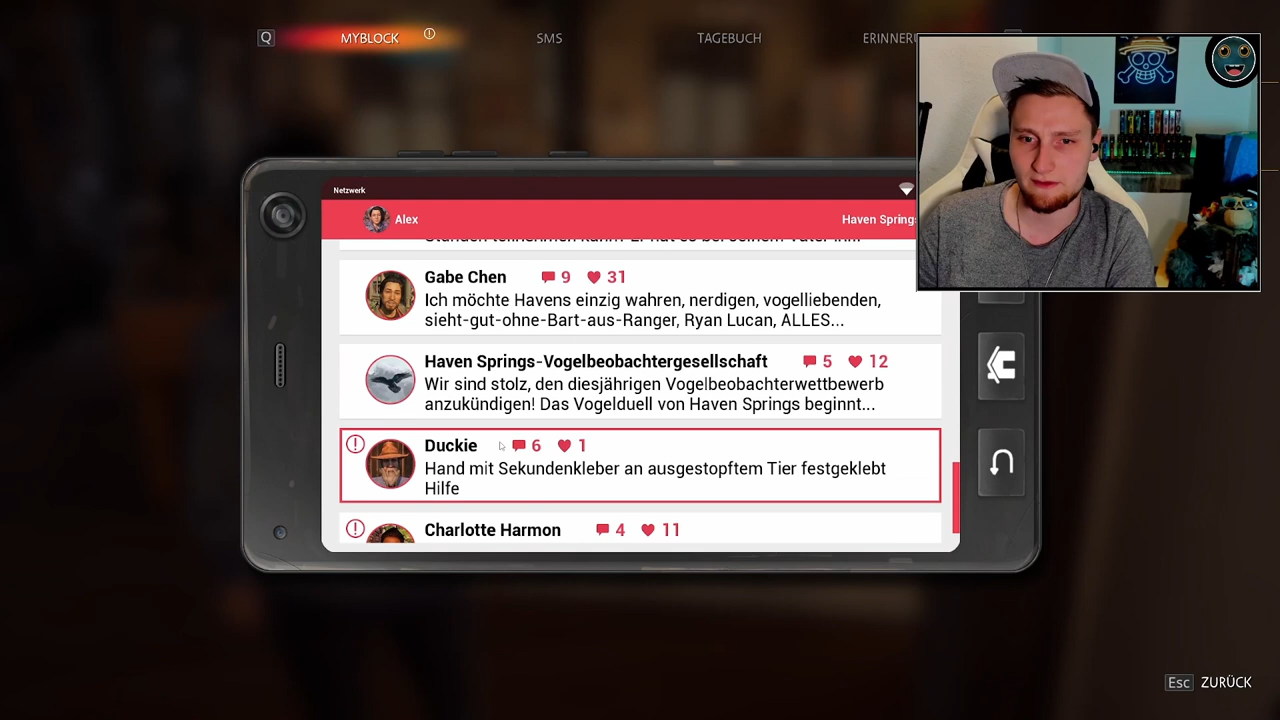 Q MYBLOCK SMS TAGEBUCH
Netzwerk
Alex Haven Springs
Gabe Chen 9 31
Ich möchte Havens einzig wahren, nerdigen, vogelliebenden,
sieht-gut-ohne-Bart-aus-Ranger, Ryan Lucan, ALLES...
Haven Springs-Vogelbeobachtergesellschaft 5 12
Wir sind stolz, den diesjährigen Vogelbeobachterwettbewerb
anzukündigen! Das Vogelduell von Haven Springs beginnt...
Duckie 6 1
Hand mit Sekundenkleber an ausgestopftem Tier festgeklebt
Hilfe
Charlotte Harmon 4 11
Esc ZURÜCK